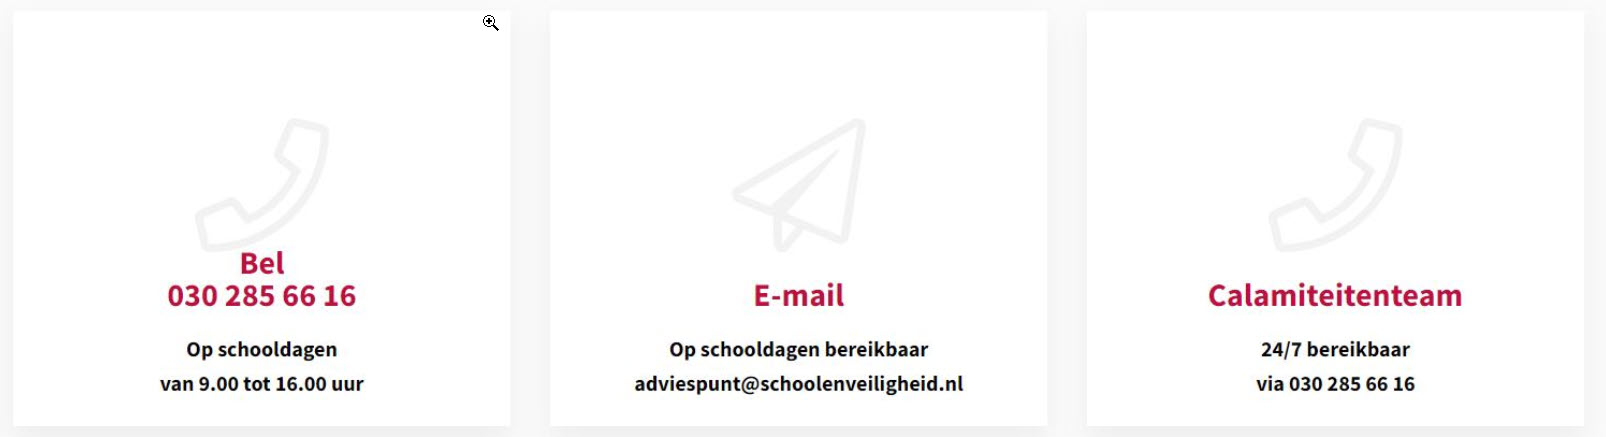 Bel
030 285 66 16
Op schooldagen
van 9.00 tot 16.00 uur
E-mail
Op schooldagen bereikbaar
adviespunt@schoolenveiligheid.nl
Calamiteitenteam
24/7 bereikbaar
via 030 285 66 16